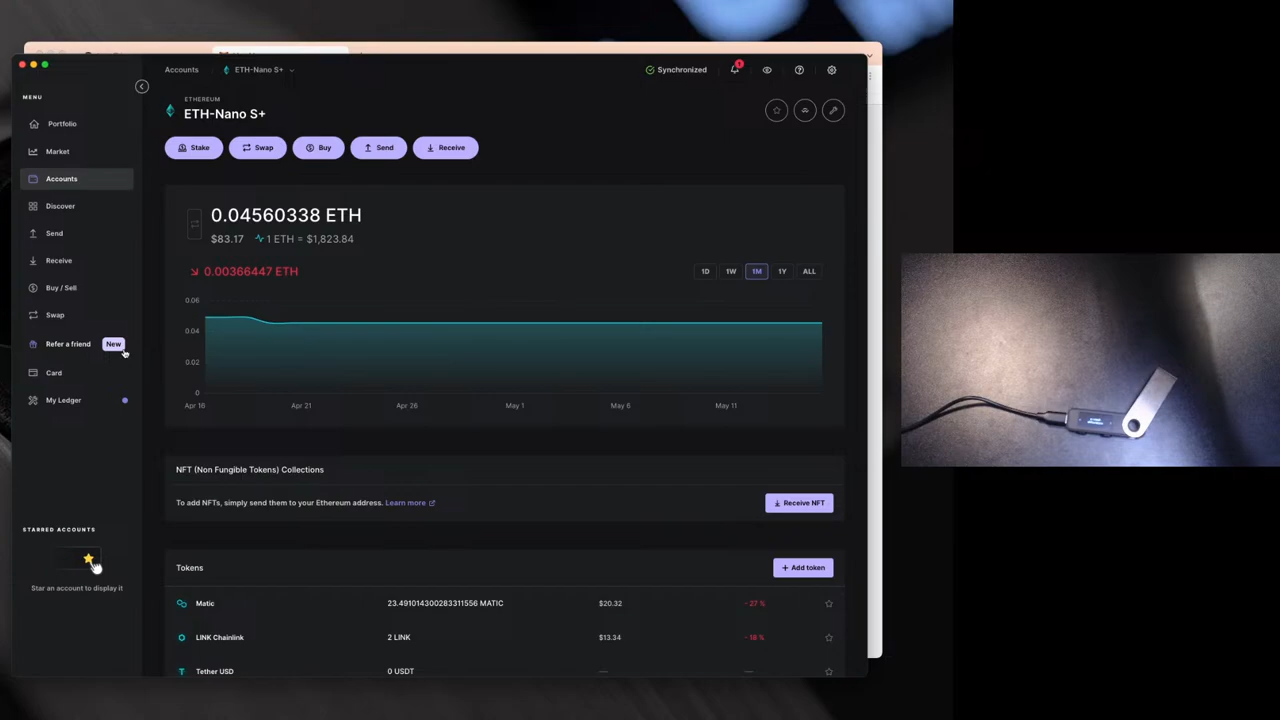 Accounts
ETH-Nano S+
Synchronized
1
MENU
ETHEREUM
ETH-Nano S+
Portfolio
Stake
Swap
Buy
Send
Receive
Market
Accounts
Discover
0.04560338 ETH
Send
$83.17
1 ETH = $1,823.84
Receive
0.00366447 ETH
1D
1W
1M
1Y
ALL
Buy / Sell
0.06
Swap
0.04
Refer a friend
New
0.02
Card
0
My Ledger
Apr 16
Apr 21
Apr 26
May 1
May 6
May 11
NFT (Non Fungible Tokens) Collections
To add NFTs, simply send them to your Ethereum address. Learn more
Receive NFT
STARRED ACCOUNTS
Star an account to display it
Tokens
+ Add token
Matic
23.491014300283311556 MATIC
$20.32
- 27 %
LINK Chainlink
2 LINK
$13.34
- 18 %
T
Tether USD
0 USDT
—
—